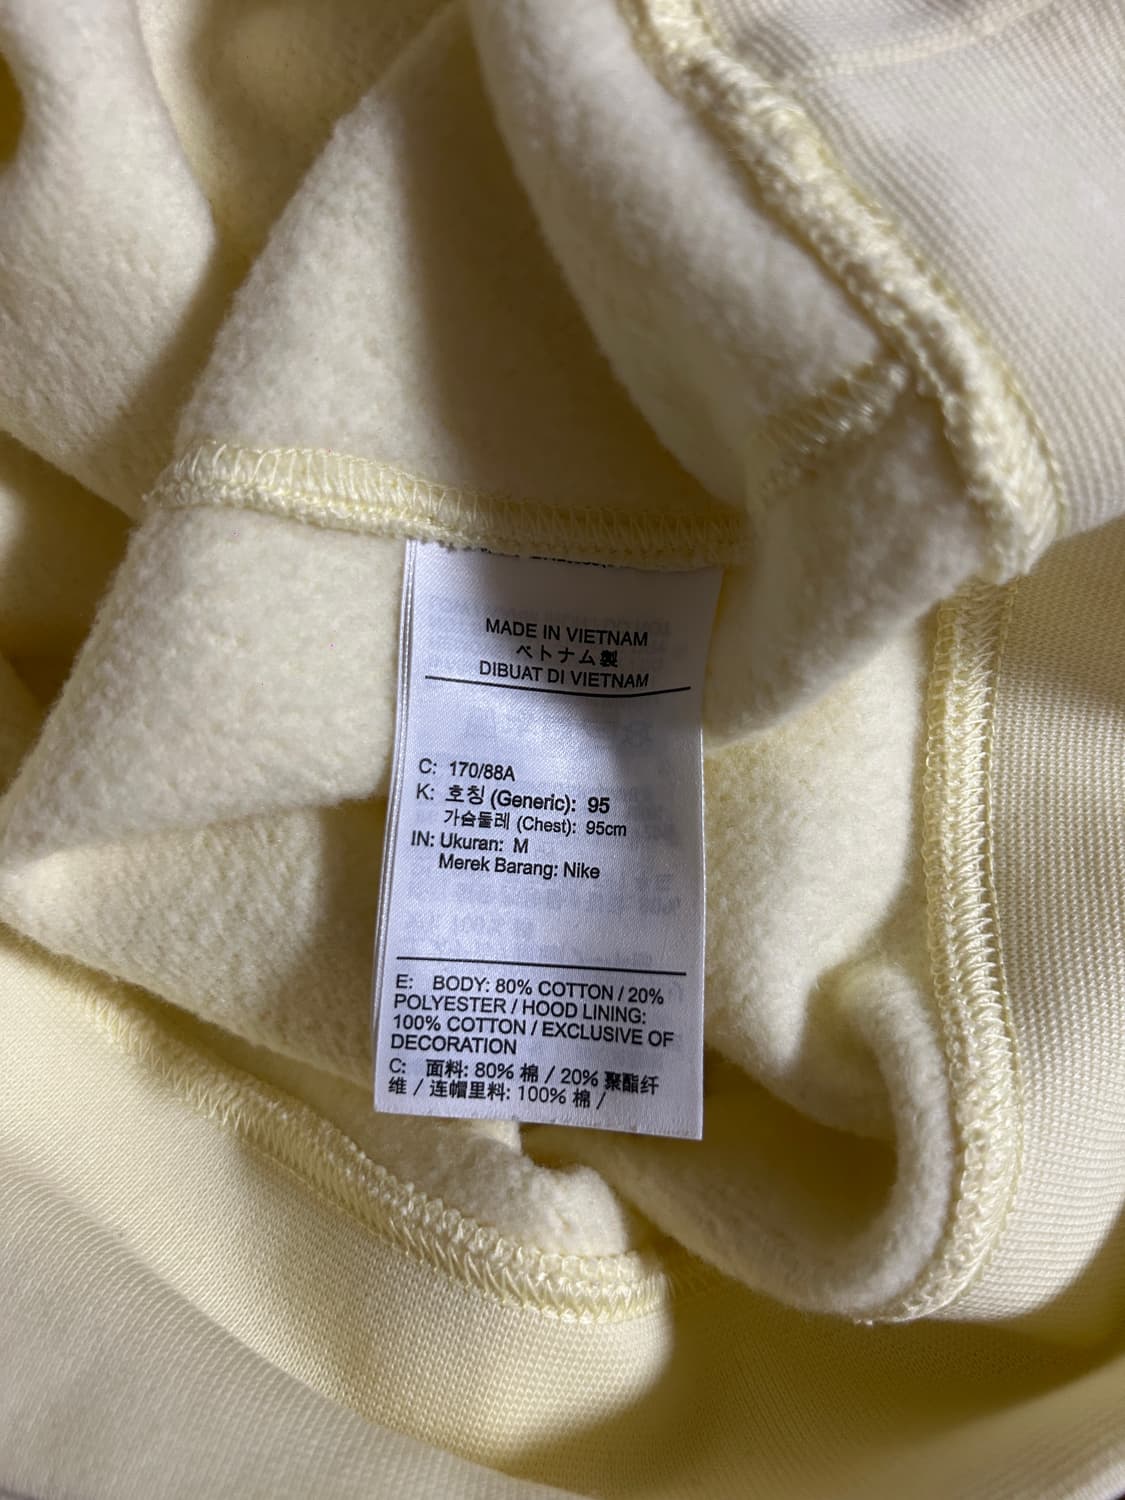 MADE IN VIETNAM
ベトナム製
DIBUAT DI VIETNAM
C: 170/88A
K: 호칭 (Generic): 95
가슴둘레 (Chest): 95cm
IN: Ukuran: M
Merek Barang: Nike
E: BODY: 80% COTTON / 20%
POLYESTER / HOOD LINING:
100% COTTON / EXCLUSIVE OF
DECORATION
C: 面料: 80% 棉 / 20% 聚酯纤
维 / 连帽里料: 100% 棉 /